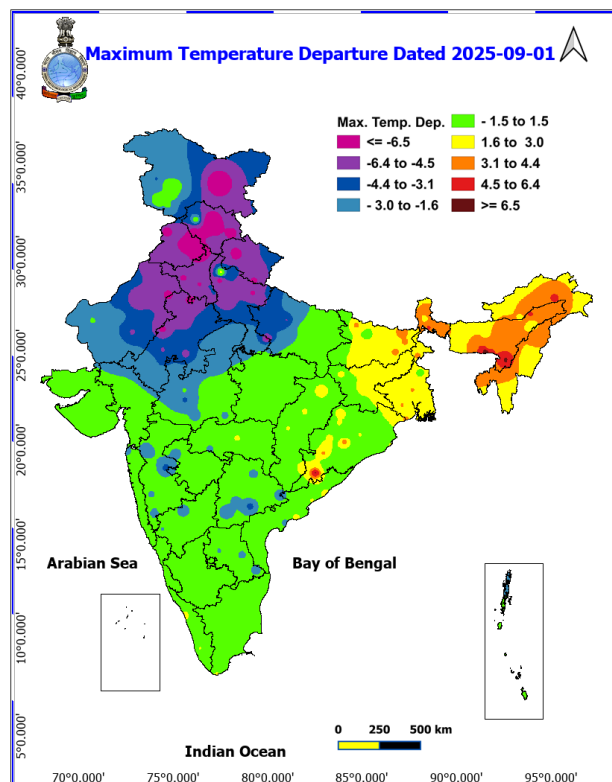 Maximum Temperature Departure Dated 2025-09-01
Max. Temp. Dep.
<= -6.5
-6.4 to -4.5
-4.4 to -3.1
- 3.0 to -1.6
- 1.5 to 1.5
1.6 to 3.0
3.1 to 4.4
4.5 to 6.4
>= 6.5
40°0.000'
35°0.000'
30°0.000'
25°0.000'
20°0.000'
15°0.000'
10°0.000'
5°0.000'
Arabian Sea
Bay of Bengal
Indian Ocean
0 250 500 km
70°0.000' 75°0.000' 80°0.000' 85°0.000' 90°0.000' 95°0.000'